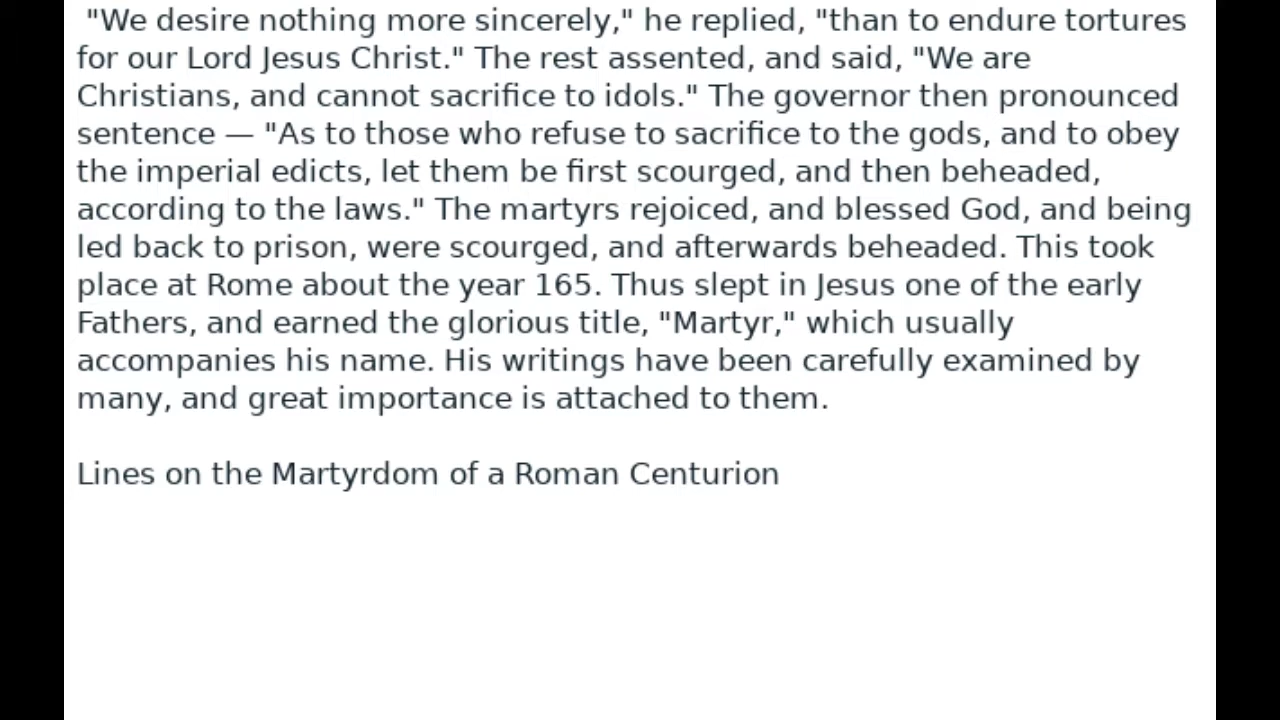 "We desire nothing more sincerely," he replied, "than to endure tortures
for our Lord Jesus Christ." The rest assented, and said, "We are
Christians, and cannot sacrifice to idols." The governor then pronounced
sentence — "As to those who refuse to sacrifice to the gods, and to obey
the imperial edicts, let them be first scourged, and then beheaded,
according to the laws." The martyrs rejoiced, and blessed God, and being
led back to prison, were scourged, and afterwards beheaded. This took
place at Rome about the year 165. Thus slept in Jesus one of the early
Fathers, and earned the glorious title, "Martyr," which usually
accompanies his name. His writings have been carefully examined by
many, and great importance is attached to them.
Lines on the Martyrdom of a Roman Centurion